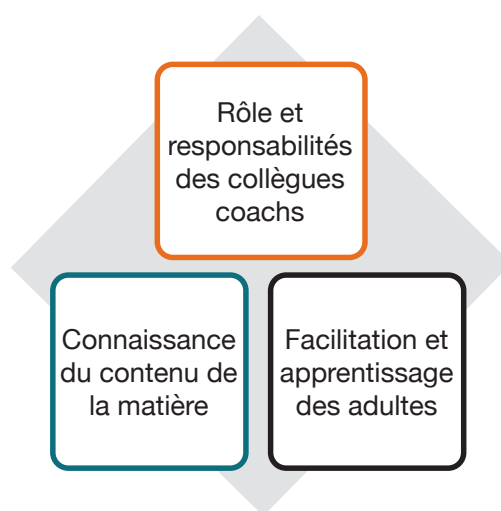 Rôle et
responsabilités
des collègues
coachs
Connaissance
du contenu de
la matière
Facilitation et
apprentissage
des adultes